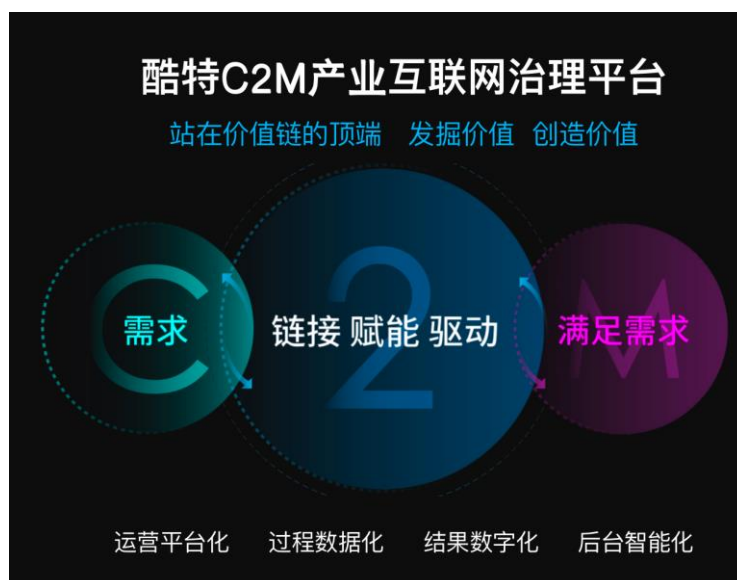 酷特C2M产业互联网治理平台
站在价值链的顶端 发掘价值 创造价值
C 2 M
需求 链接 赋能 驱动 满足需求
运营平台化 过程数据化 结果数字化 后台智能化